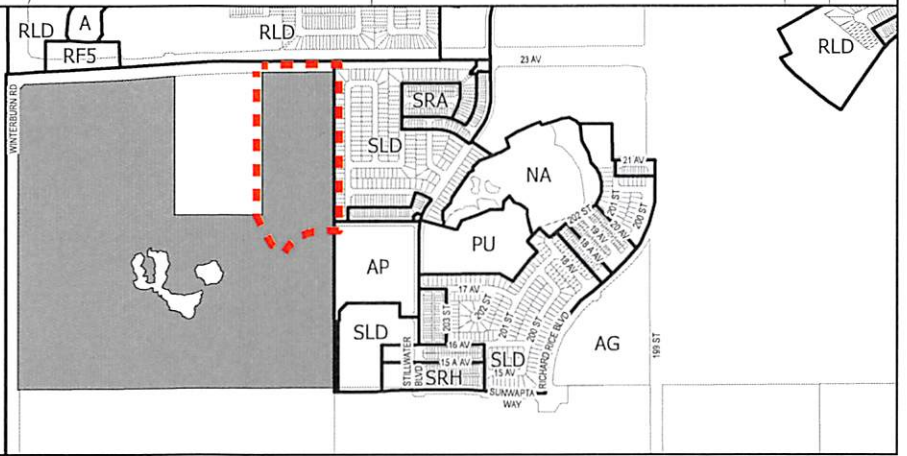 RLD
A
RF5
RLD
RLD
23 AV
WINTERBURN RD
SRA
SLD
NA
21 AV
201 ST
200 ST
20 AV
202 ST
19 AV
18 A AV
18 AV
PU
AP
17 AV
203 ST
202 ST
201 ST
200 ST
RICHARD RICE BLVD
SLD
STILLWATER BLVD
16 AV
15 A AV
SRH
SLD
15 AV
SUNWAPTA
WAY
AG
199 ST